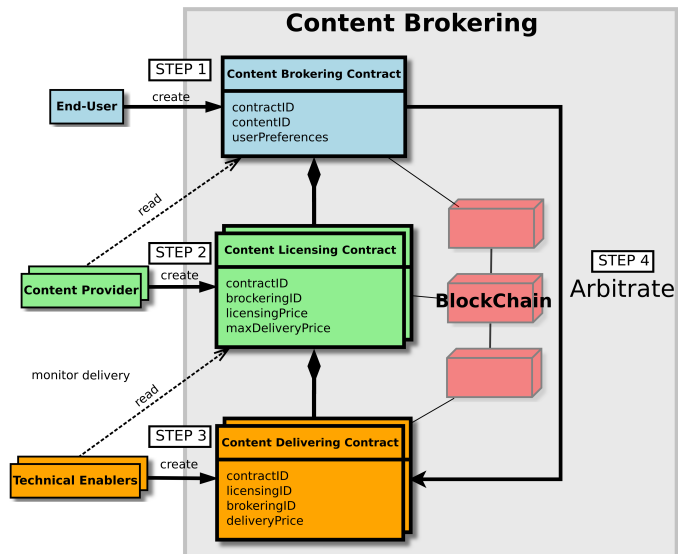 Content Brokering
STEP 1
Content Brokering Contract
End-User
create
contractID
contentID
userPreferences
read
STEP 2
Content Licensing Contract
STEP 4
Arbitrate
Content Provider
create
contractID
brokeringID
licensingPrice
maxDeliveryPrice
BlockChain
monitor delivery
read
STEP 3
Content Delivering Contract
Technical Enablers
create
contractID
licensingID
brokeringID
deliveryPrice